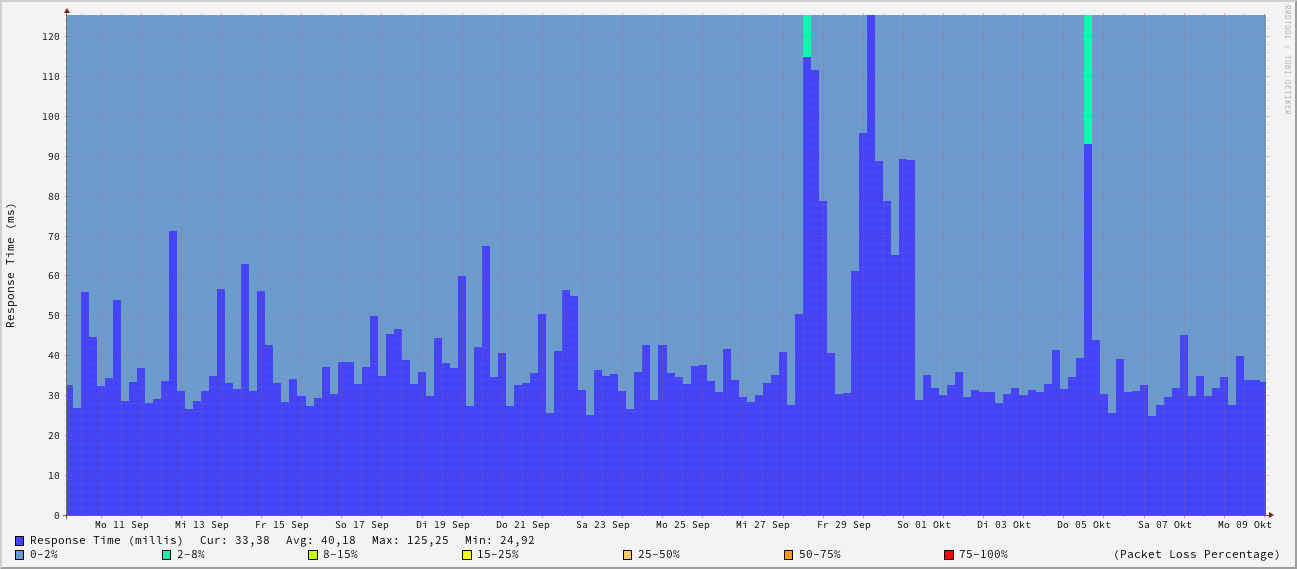 RRDTOOL / TOBI OETIKER
Response Time (ms)
120
110
100
90
80
70
60
50
40
30
20
10
0
Mo 11 Sep Mi 13 Sep Fr 15 Sep So 17 Sep Di 19 Sep Do 21 Sep Sa 23 Sep Mo 25 Sep Mi 27 Sep Fr 29 Sep So 01 Okt Di 03 Okt Do 05 Okt Sa 07 Okt Mo 09 Okt
Response Time (millis) Cur: 33,38 Avg: 40,18 Max: 125,25 Min: 24,92
0-2% 2-8% 8-15% 15-25% 25-50% 50-75% 75-100% (Packet Loss Percentage)